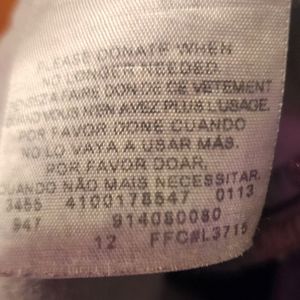 PLEASE DONATE WHEN
NO LONGER NEEDED.
PENSEZ A FAIRE DON DE CE VETEMENT
QUAND VOUS N'EN AVEZ PLUS L'USAGE.
POR FAVOR DONE CUANDO
NO LO VAYA A USAR MÁS.
POR FAVOR DOAR,
QUANDO NÃO MAIS NECESSITAR.
3455 4100178547 0113
947 914080080
12 FFC#L3715